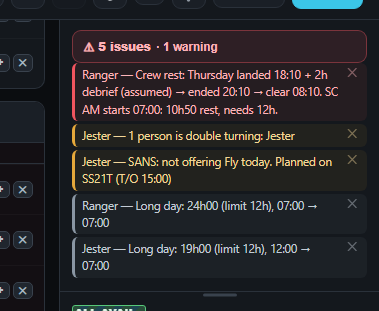 ⚠ 5 issues · 1 warning
Ranger — Crew rest: Thursday landed 18:10 + 2h
debrief (assumed) → ended 20:10 → clear 08:10. SC
AM starts 07:00: 10h50 rest, needs 12h.
Jester — 1 person is double turning: Jester
Jester — SANS: not offering Fly today. Planned on
SS21T (T/O 15:00)
Ranger — Long day: 24h00 (limit 12h), 07:00 →
07:00
Jester — Long day: 19h00 (limit 12h), 12:00 →
07:00